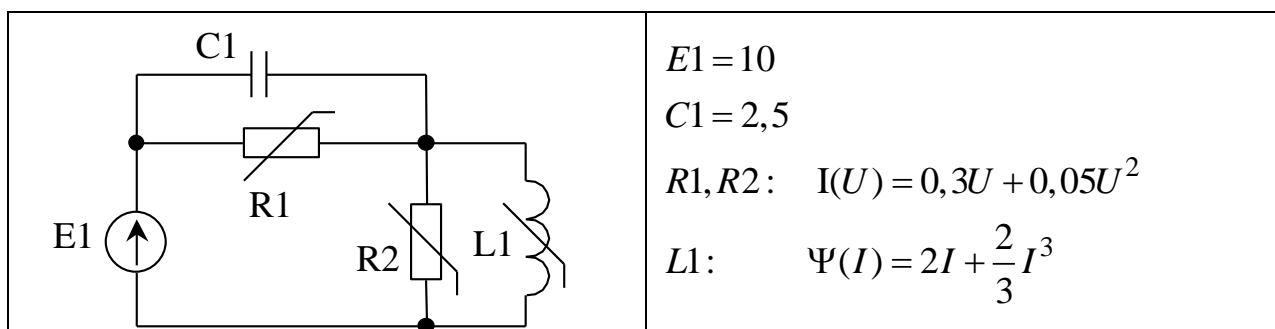 C1
R1
E1
R2
L1
E1 = 10
C1 = 2,5
R1, R2: I(U) = 0,3U + 0,05U²
L1: Ψ(I) = 2I + \frac{2}{3}I³